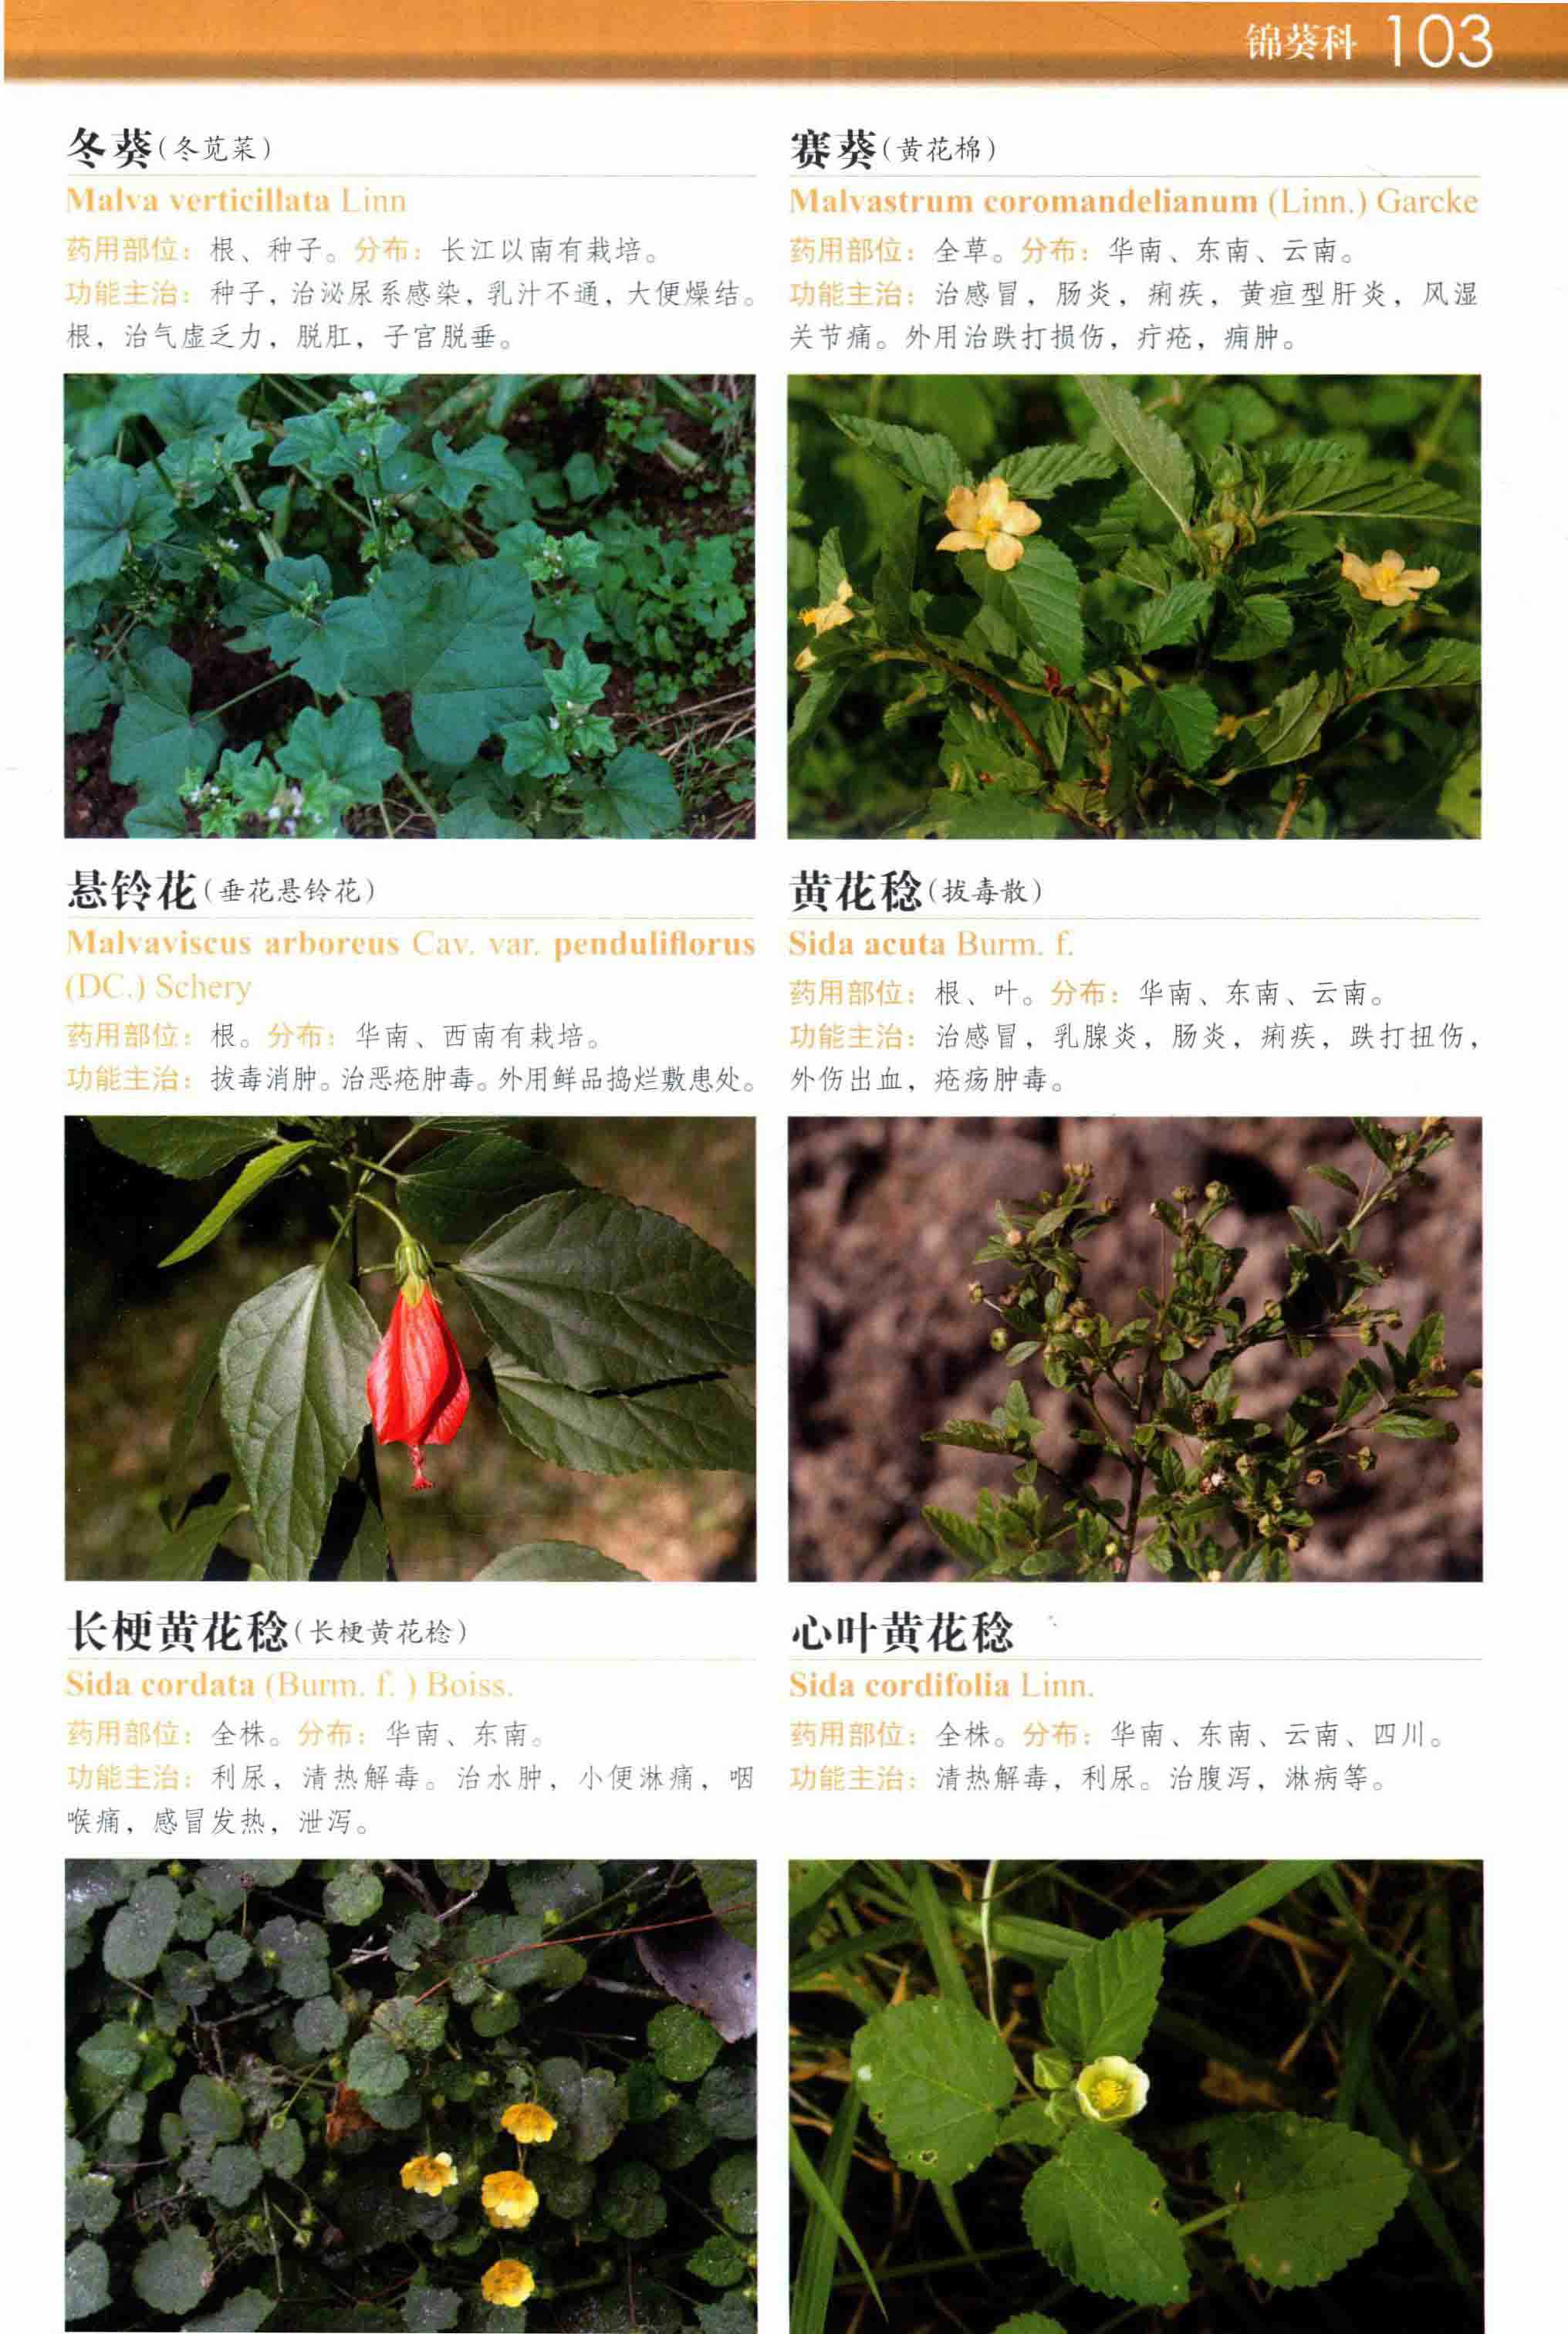 锦葵科 103
冬葵(冬苋菜)
Malva verticillata Linn
药用部位：根、种子。分布：长江以南有栽培。
功能主治：种子，治泌尿系感染，乳汁不通，大便燥结。
根，治气虚乏力，脱肛，子宫脱垂。
赛葵(黄花棉)
Malvastrum coromandelianum (Linn.) Garcke
药用部位：全草。分布：华南、东南、云南。
功能主治：治感冒，肠炎，痢疾，黄疸型肝炎，风湿
关节痛。外用治跌打损伤，疔疮，痈肿。
悬铃花(垂花悬铃花)
Malvaviscus arboreus Cav. var. penduliflorus
(DC.) Schery
药用部位：根。分布：华南、西南有栽培。
功能主治：拔毒消肿。治恶疮肿毒。外用鲜品捣烂敷患处。
黄花稔(拔毒散)
Sida acuta Burm. f.
药用部位：根、叶。分布：华南、东南、云南。
功能主治：治感冒，乳腺炎，肠炎，痢疾，跌打扭伤，
外伤出血，疮疡肿毒。
长梗黄花稔(长梗黄花棯)
Sida cordata (Burm. f. ) Boiss.
药用部位：全株。分布：华南、东南。
功能主治：利尿，清热解毒。治水肿，小便淋痛，咽
喉痛，感冒发热，泄泻。
心叶黄花稔
Sida cordifolia Linn.
药用部位：全株。分布：华南、东南、云南、四川。
功能主治：清热解毒，利尿。治腹泻，淋病等。